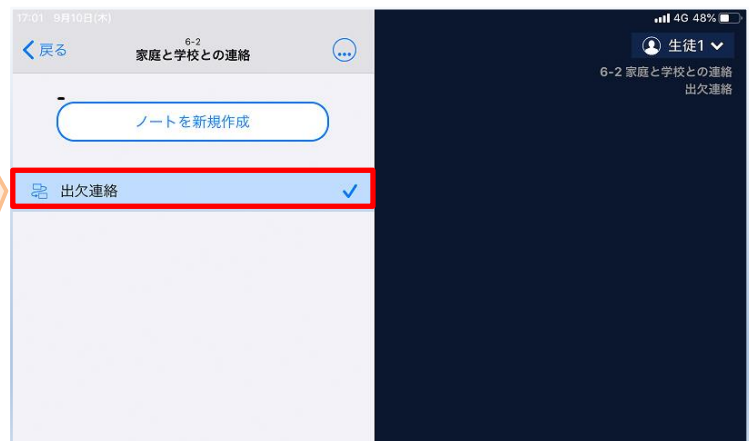 17:01 9月10日(木)
4G 48%
戻る
6-2
家庭と学校との連絡
生徒1
6-2 家庭と学校との連絡
出欠連絡
ノートを新規作成
出欠連絡